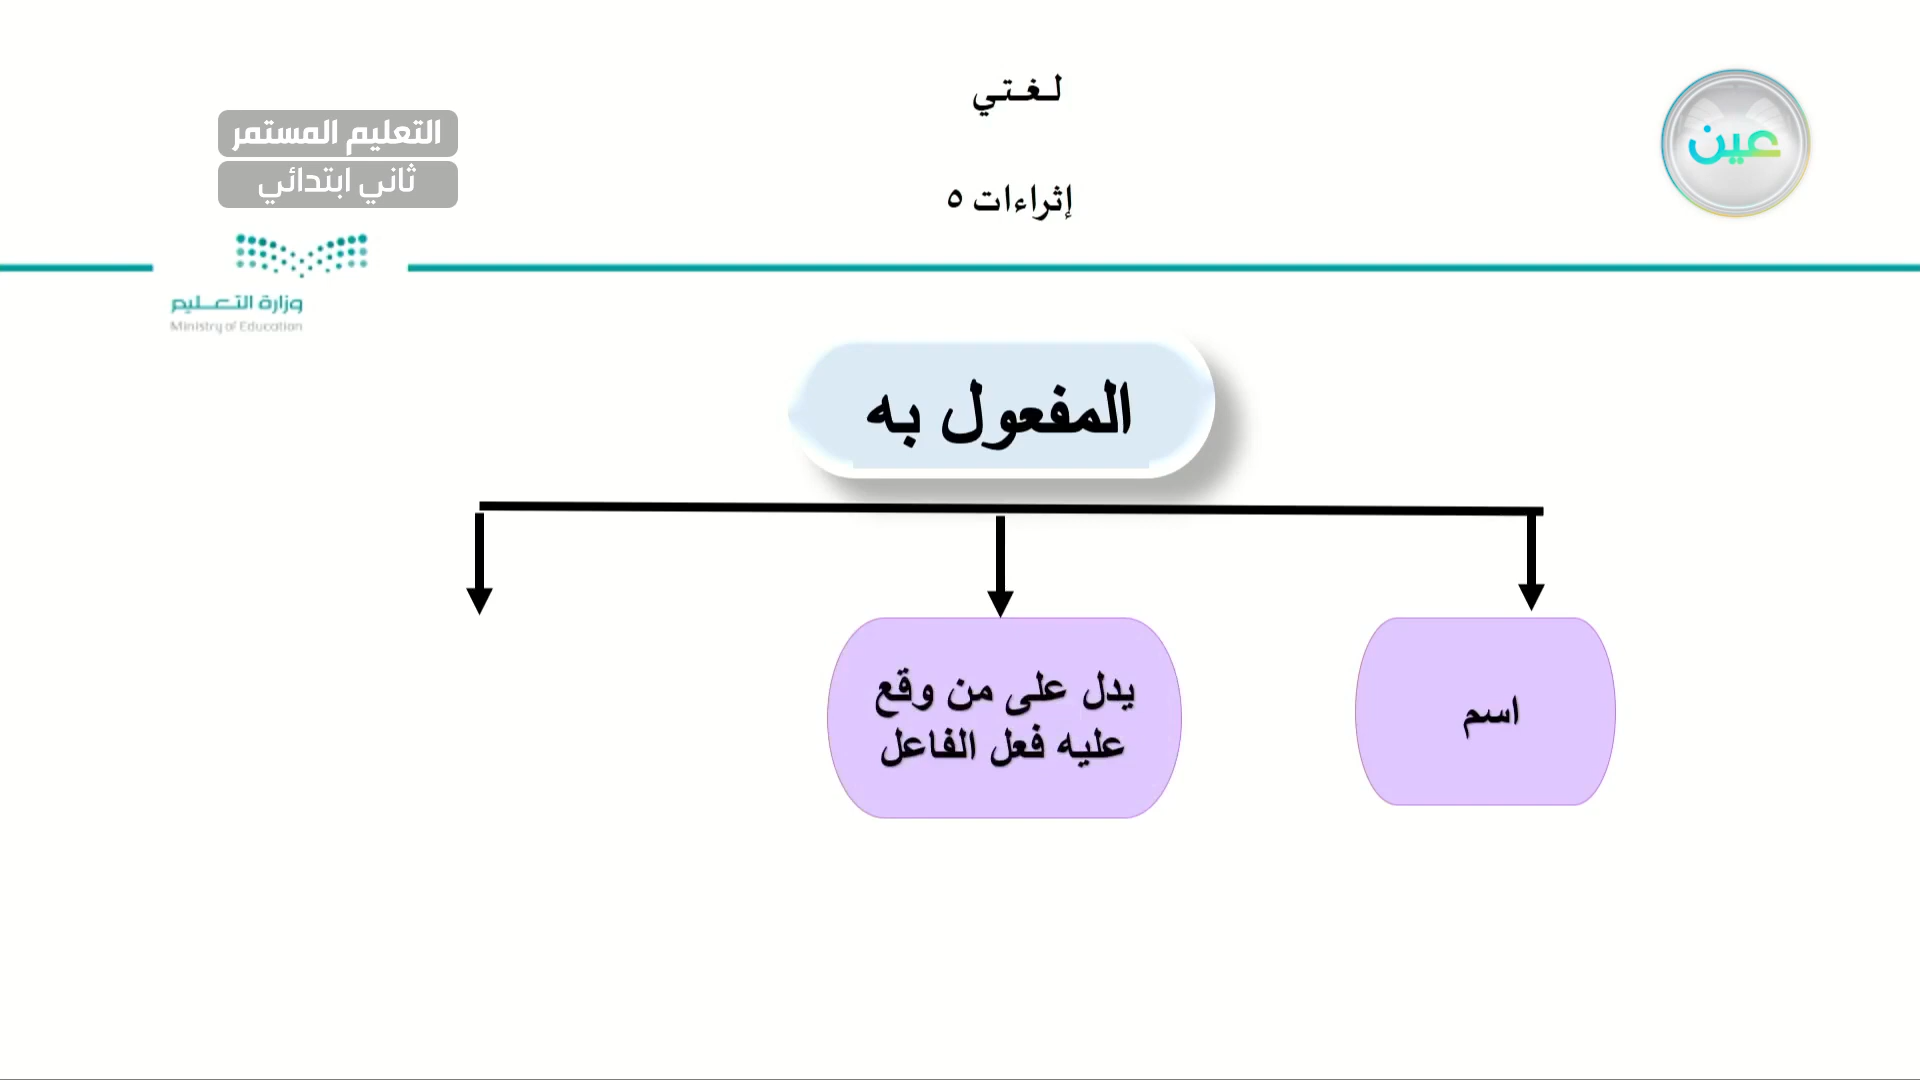 لغتي
إثراءات ٥
عين
التعليم المستمر
ثاني ابتدائي
وزارة التعليم
Ministry of Education
المفعول به
اسم
يدل على من وقع
عليه فعل الفاعل